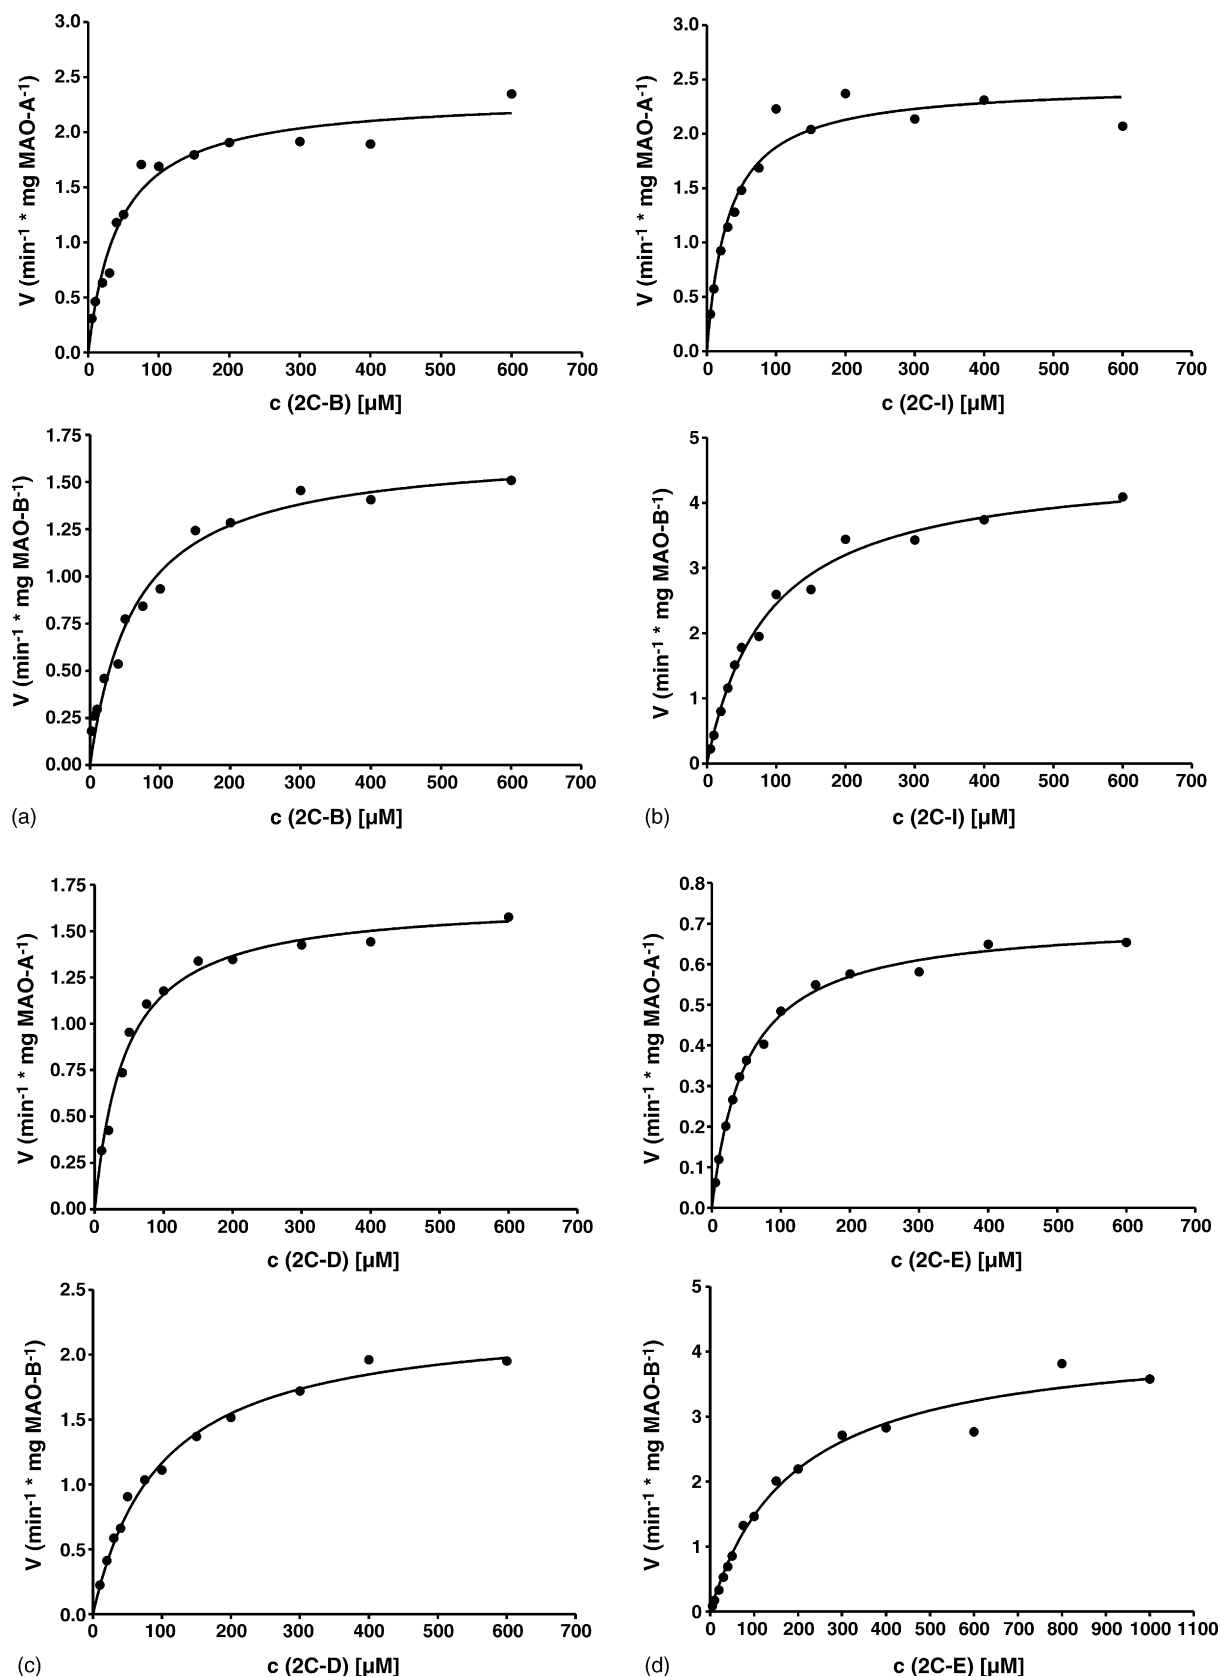 3.0
2.5
2.0
1.5
1.0
0.5
0.0
V (min-1 * mg MAO-A-1)
0 100 200 300 400 500 600 700
c (2C-B) [µM]
3.0
2.5
2.0
1.5
1.0
0.5
0.0
V (min-1 * mg MAO-A-1)
0 100 200 300 400 500 600 700
c (2C-I) [µM]
1.75
1.50
1.25
1.00
0.75
0.50
0.25
0.00
V (min-1 * mg MAO-B-1)
0 100 200 300 400 500 600 700
(a) c (2C-B) [µM]
5
4
3
2
1
0
V (min-1 * mg MAO-B-1)
0 100 200 300 400 500 600 700
(b) c (2C-I) [µM]
1.75
1.50
1.25
1.00
0.75
0.50
0.25
0.00
V (min-1 * mg MAO-A-1)
0 100 200 300 400 500 600 700
c (2C-D) [µM]
0.8
0.7
0.6
0.5
0.4
0.3
0.2
0.1
0.0
V (min-1 * mg MAO-A-1)
0 100 200 300 400 500 600 700
c (2C-E) [µM]
2.5
2.0
1.5
1.0
0.5
0.0
V (min-1 * mg MAO-B-1)
0 100 200 300 400 500 600 700
(c) c (2C-D) [µM]
5
4
3
2
1
0
V (min-1 * mg MAO-B-1)
0 100 200 300 400 500 600 700 800 900 1000 1100
(d) c (2C-E) [µM]